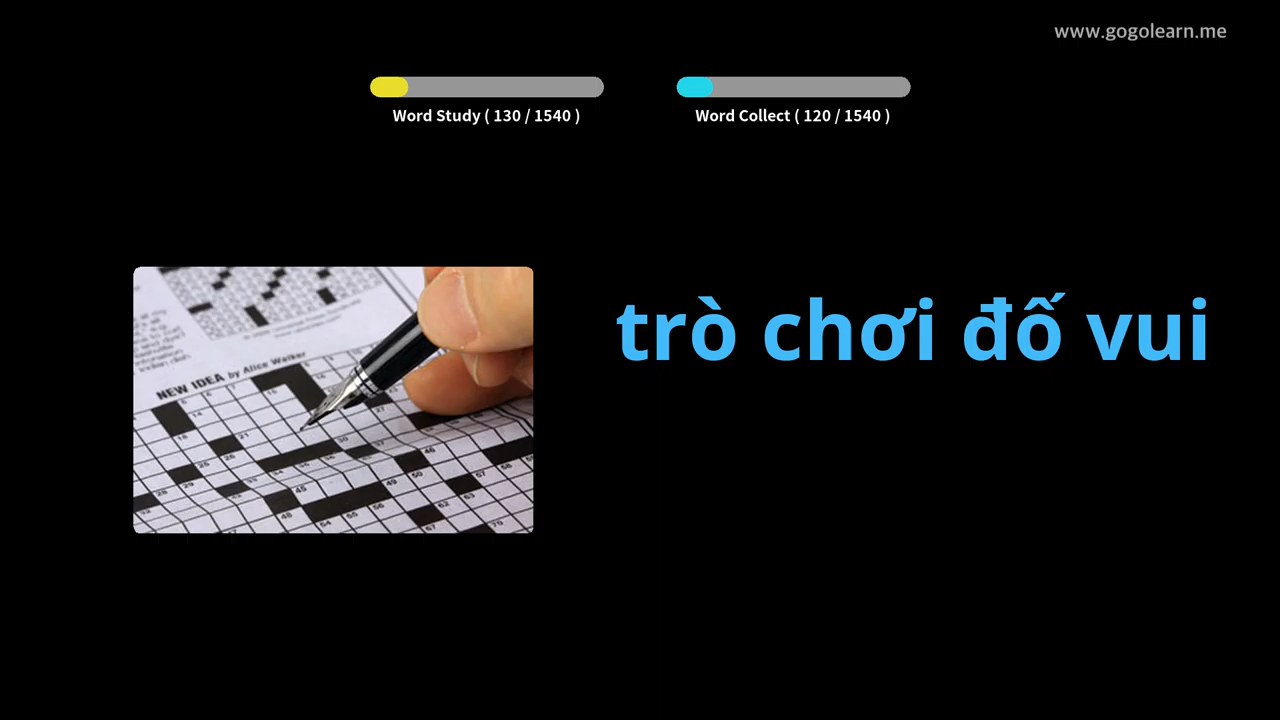 www.gogolearn.me
Word Study ( 130 / 1540 )
Word Collect ( 120 / 1540 )
trò chơi đố vui
NEW IDEA by Alice Walker